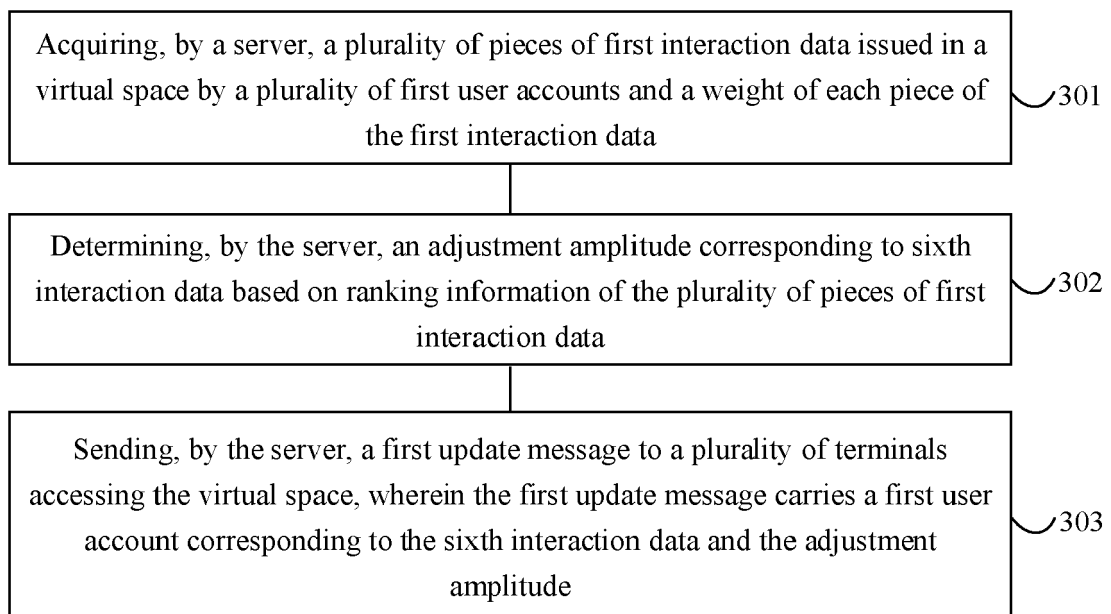 Acquiring, by a server, a plurality of pieces of first interaction data issued in a
virtual space by a plurality of first user accounts and a weight of each piece of
the first interaction data
301
Determining, by the server, an adjustment amplitude corresponding to sixth
interaction data based on ranking information of the plurality of pieces of first
interaction data
302
Sending, by the server, a first update message to a plurality of terminals
accessing the virtual space, wherein the first update message carries a first user
account corresponding to the sixth interaction data and the adjustment
amplitude
303